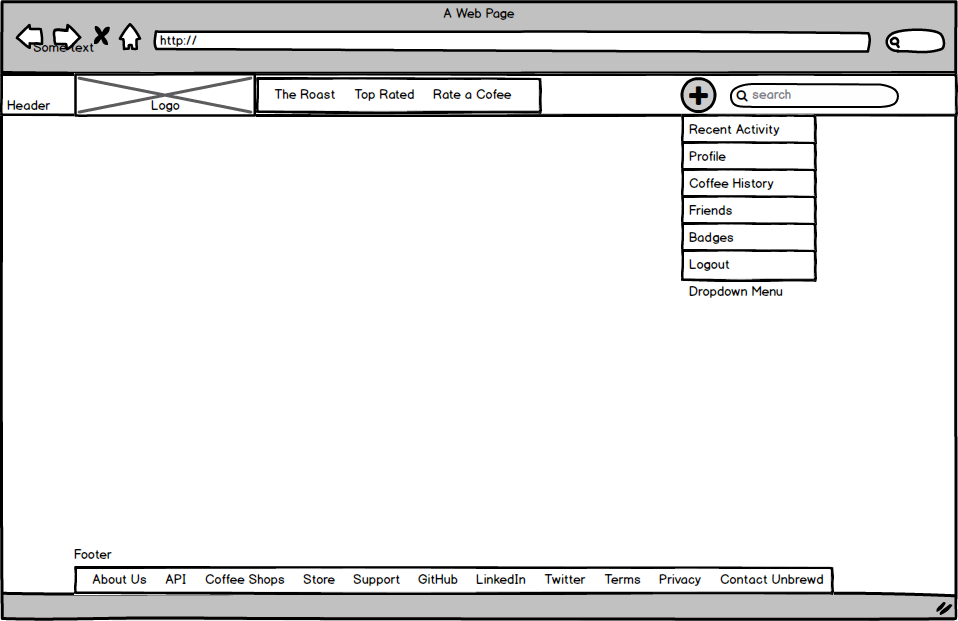 A Web Page
http://
Some text
Header
Logo
The Roast Top Rated Rate a Cofee
search
Recent Activity
Profile
Coffee History
Friends
Badges
Logout
Dropdown Menu
Footer
About Us API Coffee Shops Store Support GitHub LinkedIn Twitter Terms Privacy Contact Unbrewd